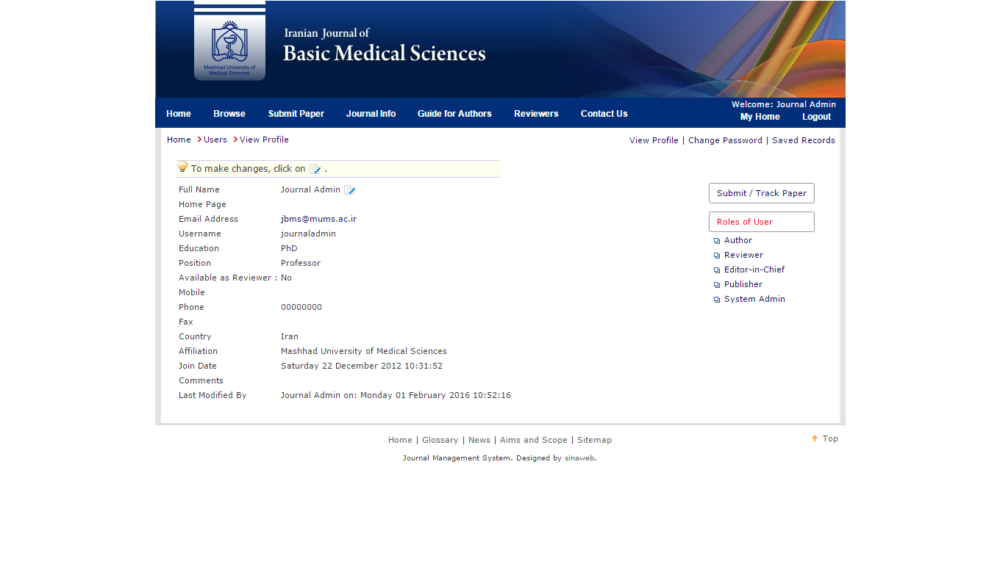 Mashhad University of
Medical Sciences
Iranian Journal of
Basic Medical Sciences
Welcome: Journal Admin
Home Browse Submit Paper Journal Info Guide for Authors Reviewers Contact Us My Home Logout
Home Users View Profile
View Profile | Change Password | Saved Records
To make changes, click on .
Full Name Journal Admin
Home Page
Email Address jbms@mums.ac.ir
Username journaladmin
Education PhD
Position Professor
Available as Reviewer : No
Mobile
Phone 00000000
Fax
Country Iran
Affiliation Mashhad University of Medical Sciences
Join Date Saturday 22 December 2012 10:31:52
Comments
Last Modified By Journal Admin on: Monday 01 February 2016 10:52:16
Submit / Track Paper
Roles of User
Author
Reviewer
Editor-in-Chief
Publisher
System Admin
Home | Glossary | News | Aims and Scope | Sitemap
Top
Journal Management System. Designed by sinaweb.